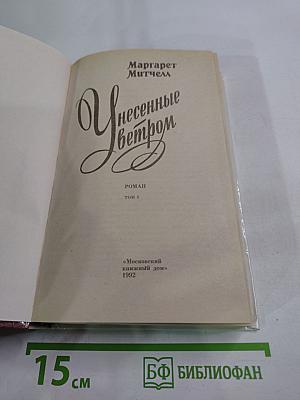 Маргарет
Митчелл
Унесенные
ветром
РОМАН
ТОМ 1
«Московский
книжный дом»
1992
15 см
БФ БИБЛИОФАН